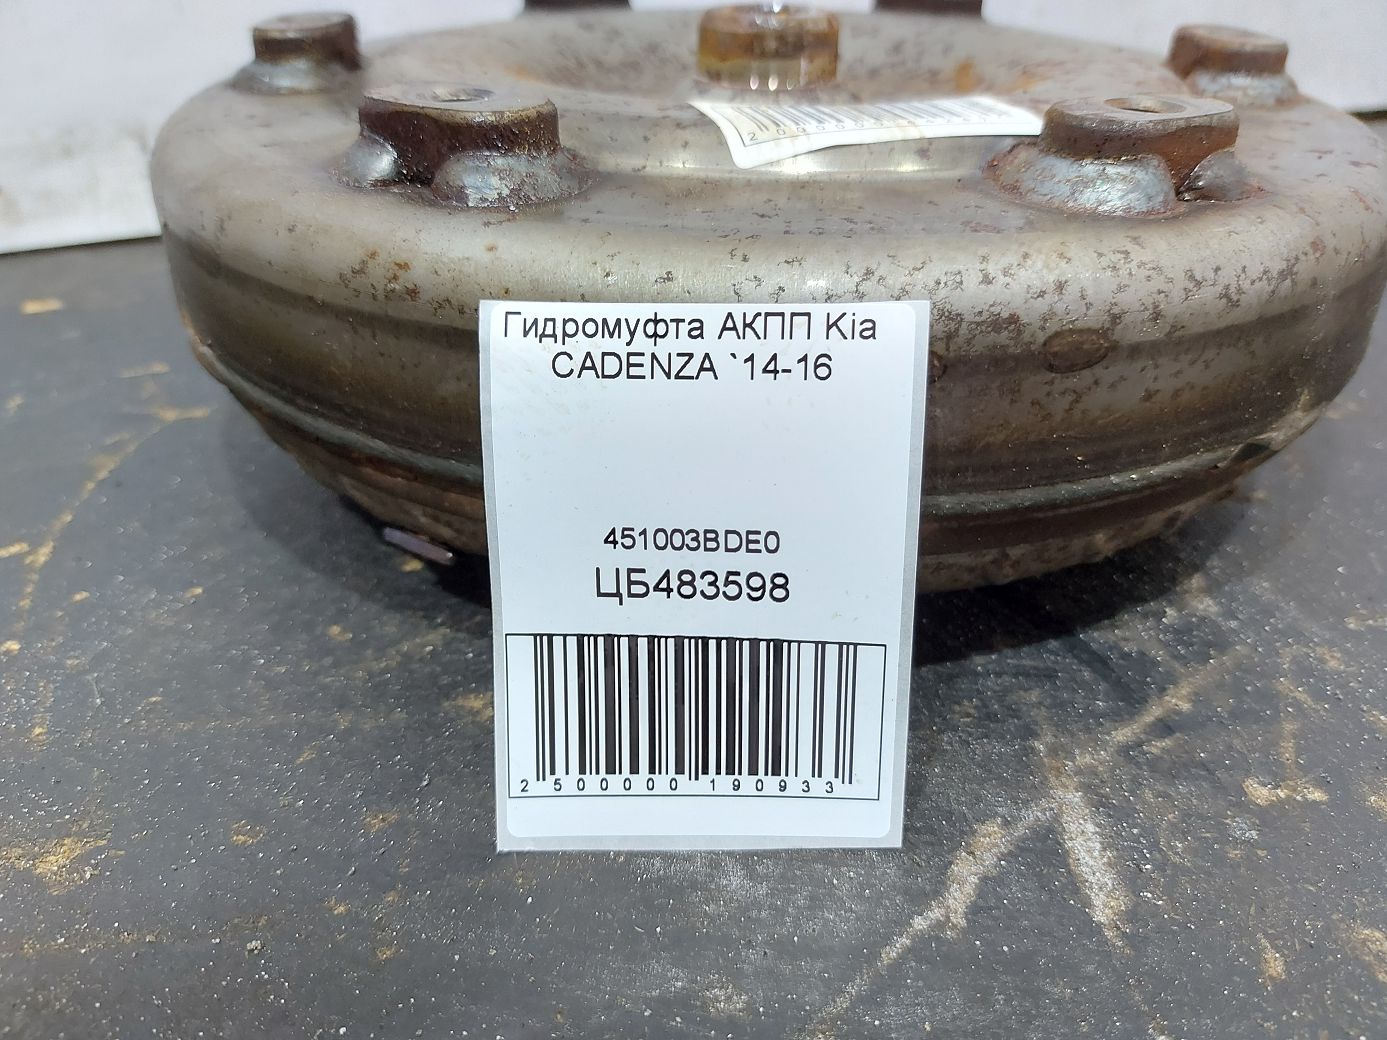 Гидромуфта АКПП Kia
CADENZA `14-16
451003BDE0
ЦБ483598
2 500000 190933